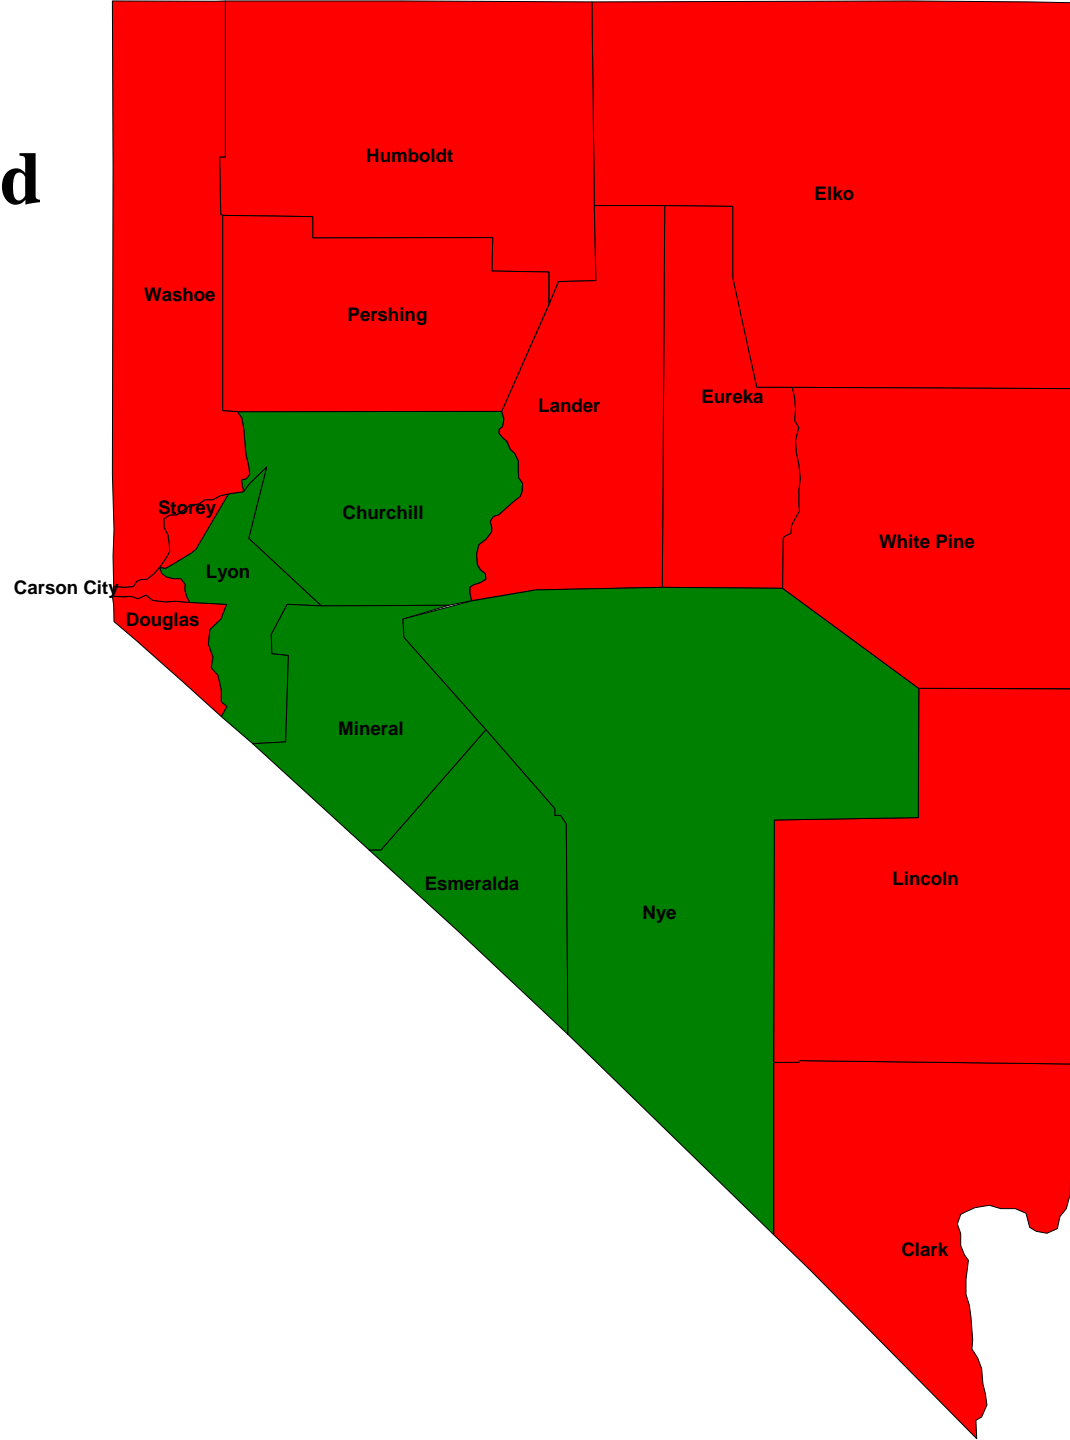 Humboldt
d
Elko
Washoe
Pershing
Eureka
Lander
Storey
Churchill
White Pine
Lyon
Carson City
Douglas
Mineral
Lincoln
Esmeralda
Nye
Clark